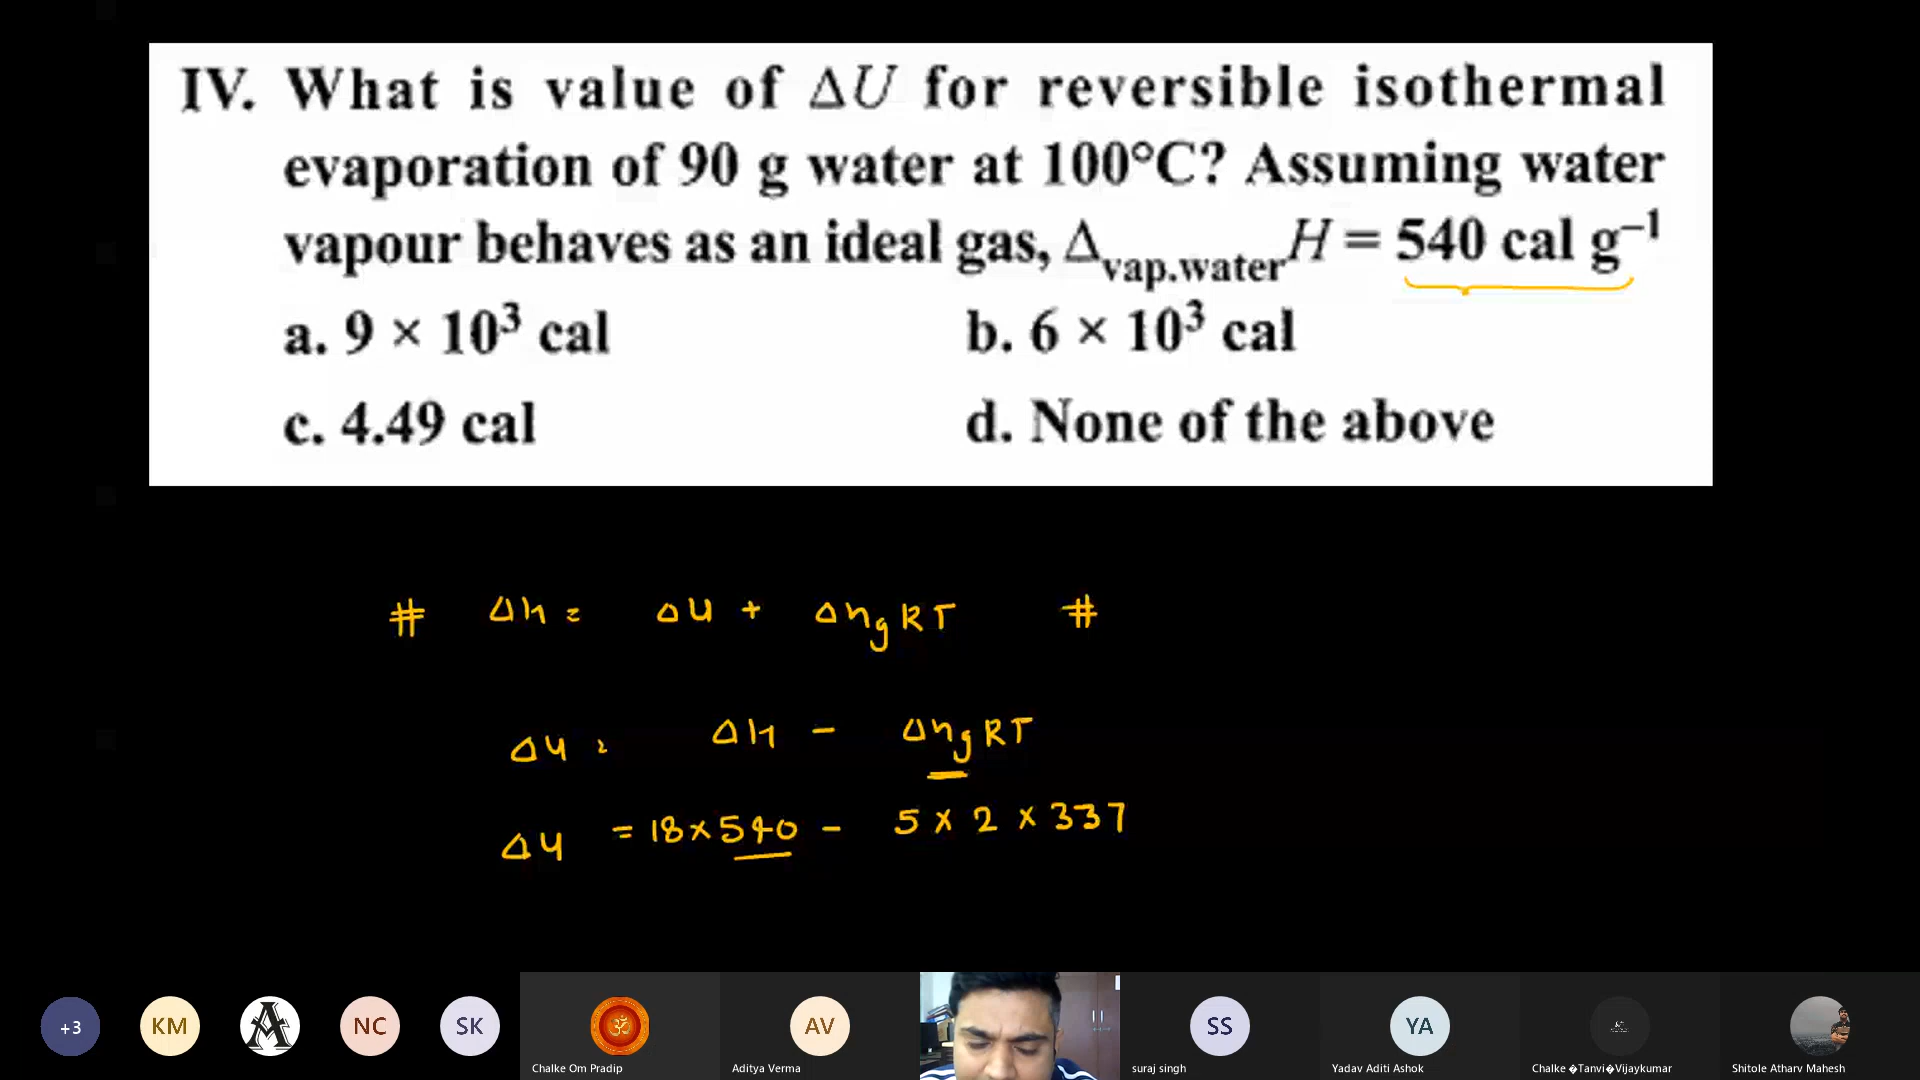 IV. What is value of ΔU for reversible isothermal
evaporation of 90 g water at 100°C? Assuming water
vapour behaves as an ideal gas, Δvap.waterH = 540 cal g⁻¹
a. 9 × 10³ cal b. 6 × 10³ cal
c. 4.49 cal d. None of the above
# Δh = Δu + ΔngRT #
Δu = ΔH - ΔngRT
Δu = 18 × 540 - 5 × 2 × 337
+3 KM NC SK AV SS YA
Chalke Om Pradip Aditya Verma suraj singh Yadav Aditi Ashok Chalke �Tanvi�Vijaykumar Shitole Atharv Mahesh